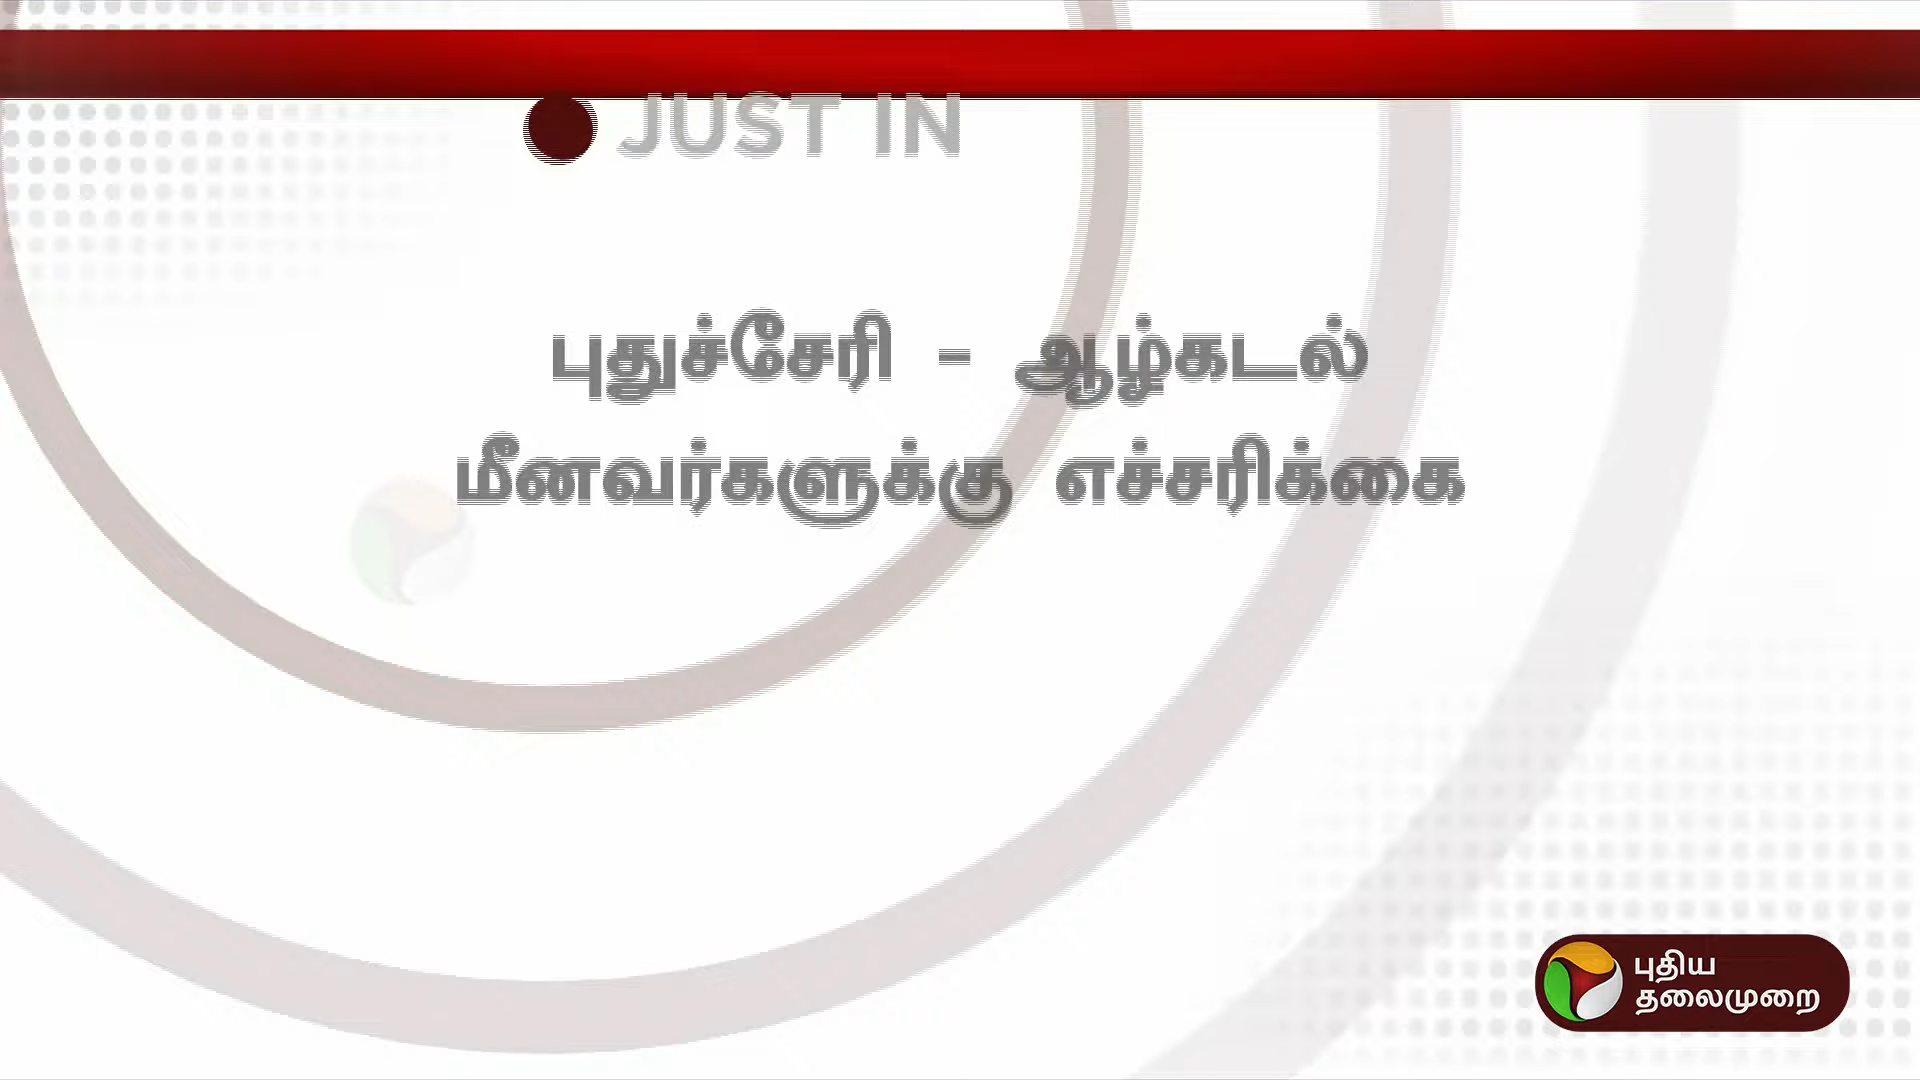 JUST IN
புதுச்சேரி - ஆழ்கடல்
மீனவர்களுக்கு எச்சரிக்கை
புதிய
தலைமுறை